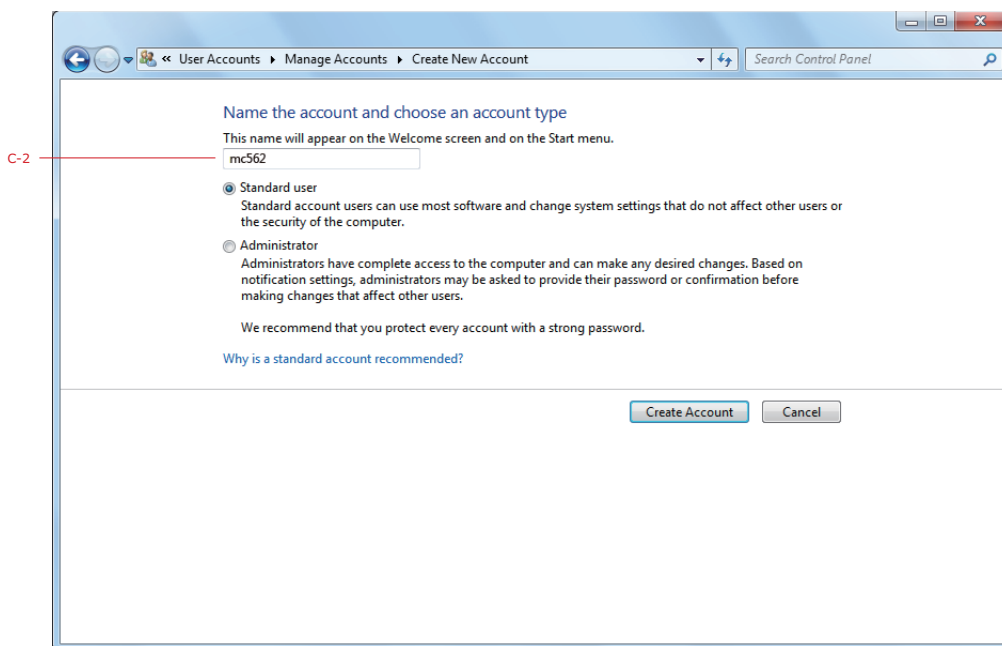 « User Accounts ▸ Manage Accounts ▸ Create New Account
Search Control Panel
Name the account and choose an account type
This name will appear on the Welcome screen and on the Start menu.
C-2
mc562
Standard user
Standard account users can use most software and change system settings that do not affect other users or
the security of the computer.
Administrator
Administrators have complete access to the computer and can make any desired changes. Based on
notification settings, administrators may be asked to provide their password or confirmation before
making changes that affect other users.
We recommend that you protect every account with a strong password.
Why is a standard account recommended?
Create Account
Cancel